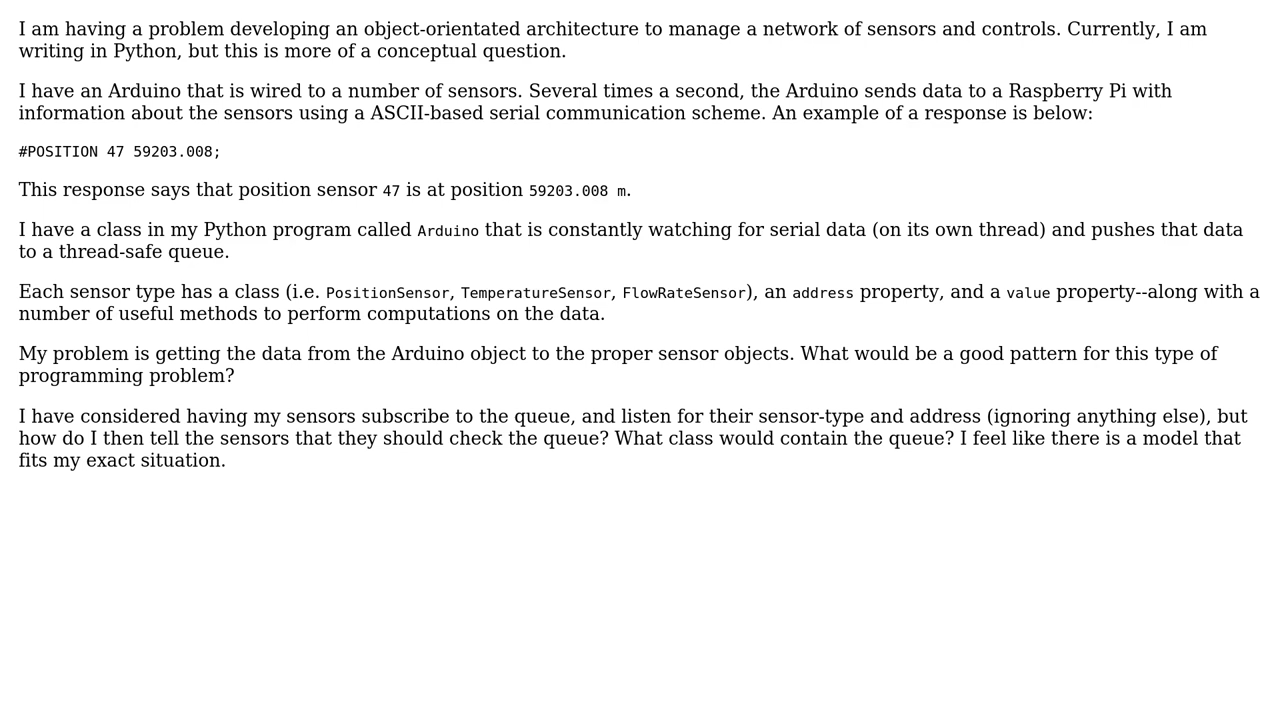 I am having a problem developing an object-orientated architecture to manage a network of sensors and controls. Currently, I am
writing in Python, but this is more of a conceptual question.
I have an Arduino that is wired to a number of sensors. Several times a second, the Arduino sends data to a Raspberry Pi with
information about the sensors using a ASCII-based serial communication scheme. An example of a response is below:
#POSITION 47 59203.008;
This response says that position sensor 47 is at position 59203.008 m.
I have a class in my Python program called Arduino that is constantly watching for serial data (on its own thread) and pushes that data
to a thread-safe queue.
Each sensor type has a class (i.e. PositionSensor, TemperatureSensor, FlowRateSensor), an address property, and a value property--along with a
number of useful methods to perform computations on the data.
My problem is getting the data from the Arduino object to the proper sensor objects. What would be a good pattern for this type of
programming problem?
I have considered having my sensors subscribe to the queue, and listen for their sensor-type and address (ignoring anything else), but
how do I then tell the sensors that they should check the queue? What class would contain the queue? I feel like there is a model that
fits my exact situation.